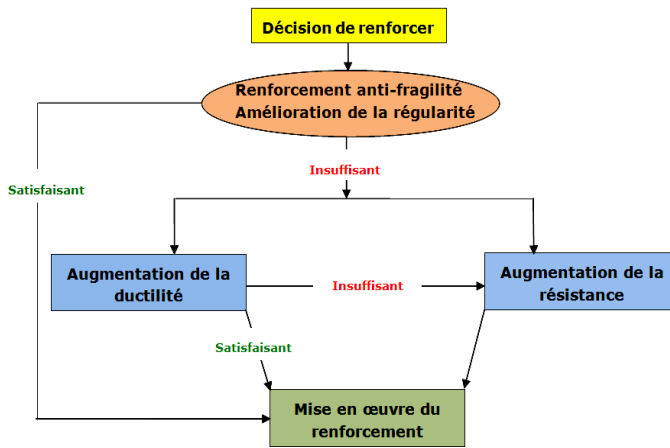 Décision de renforcer
Renforcement anti-fragilité
Amélioration de la régularité
Insuffisant
Satisfaisant
Augmentation de la
ductilité
Insuffisant
Augmentation de la
résistance
Satisfaisant
Mise en œuvre du
renforcement